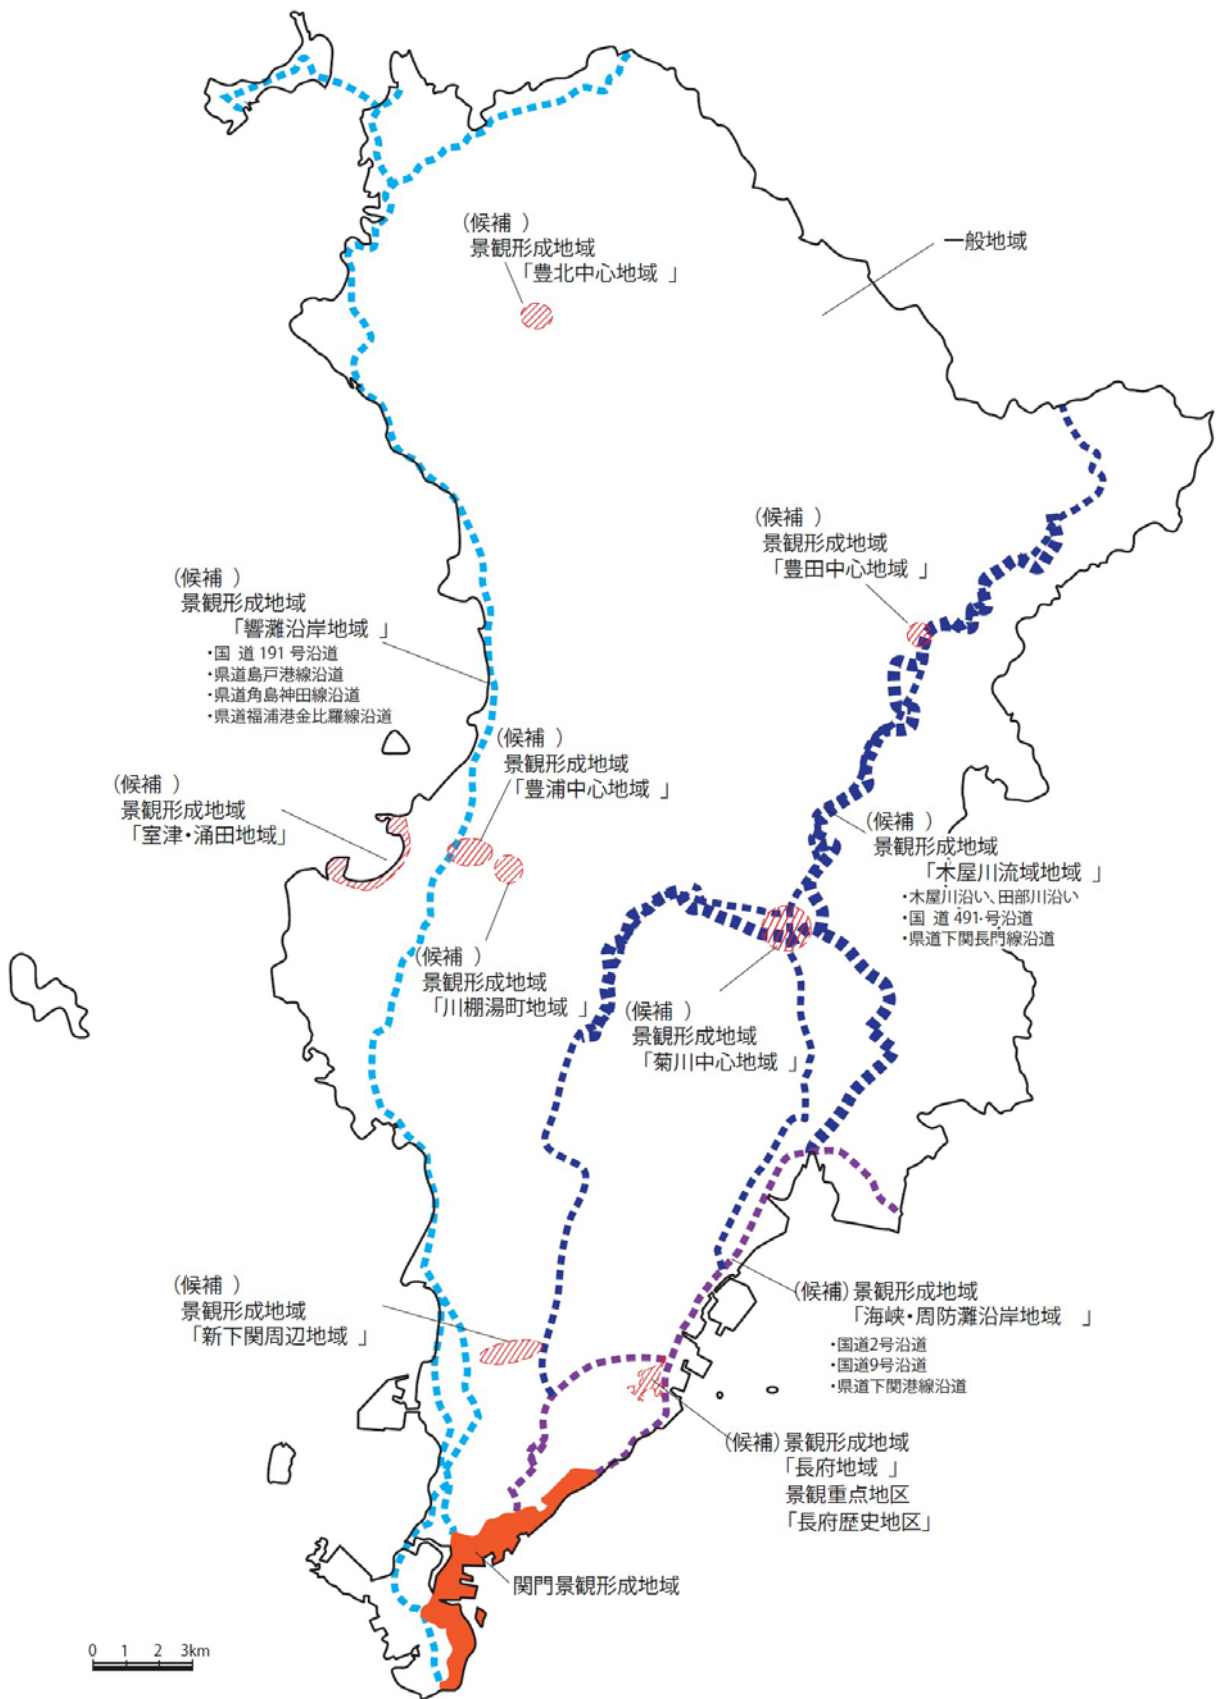 (候補 )
景観形成地域
「豊北中心地域 」
一般地域
(候補 )
景観形成地域
「豊田中心地域 」
(候補 )
景観形成地域
「響灘沿岸地域 」
・国 道 191 号沿道
・県道島戸港線沿道
・県道角島神田線沿道
・県道福浦港金比羅線沿道
(候補 )
景観形成地域
「豊浦中心地域 」
(候補 )
景観形成地域
「室津・涌田地域」
(候補 )
景観形成地域
「木屋川流域地域 」
・木屋川沿い、田部川沿い
・国 道 491 号沿道
・県道下関長門線沿道
(候補 )
景観形成地域
「川棚湯町地域 」
(候補 )
景観形成地域
「菊川中心地域 」
(候補 )
景観形成地域
「新下関周辺地域 」
(候補) 景観形成地域
「海峡・周防灘沿岸地域 」
・国道2号沿道
・国道9号沿道
・県道下関港線沿道
(候補) 景観形成地域
「長府地域 」
景観重点地区
「長府歴史地区」
関門景観形成地域
0 1 2 3km